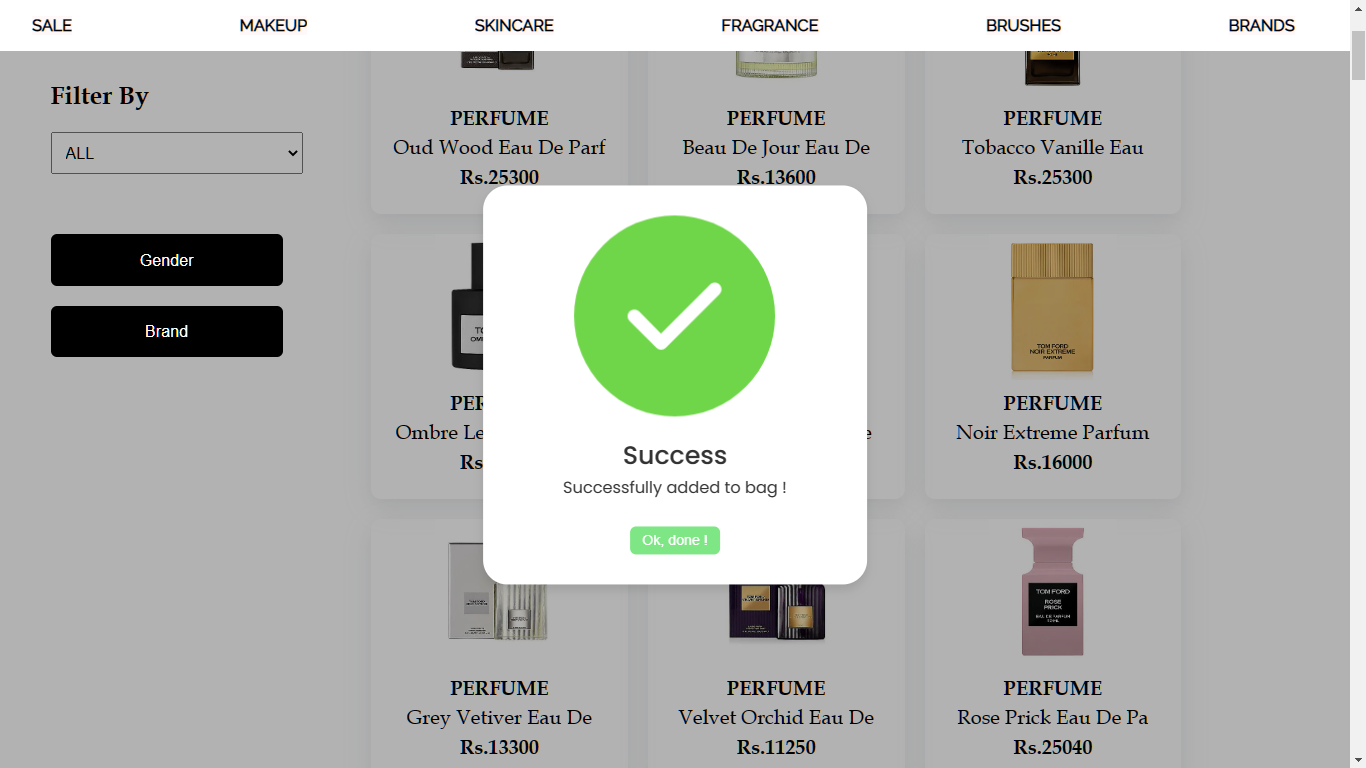 SALE
MAKEUP
SKINCARE
FRAGRANCE
BRUSHES
BRANDS
Filter By
ALL
Gender
Brand
PERFUME
Oud Wood Eau De Parf
Rs.25300
PERFUME
Beau De Jour Eau De
Rs.13600
PERFUME
Tobacco Vanille Eau
Rs.25300
PER
Ombre Le
Rs.
TOM FORD
NOIR EXTREME
PARFUM
PERFUME
Noir Extreme Parfum
Rs.16000
Success
Successfully added to bag !
Ok, done !
PERFUME
Grey Vetiver Eau De
Rs.13300
PERFUME
Velvet Orchid Eau De
Rs.11250
TOM FORD
ROSE
PRICK
EAU DE PARFUM
PERFUME
Rose Prick Eau De Pa
Rs.25040